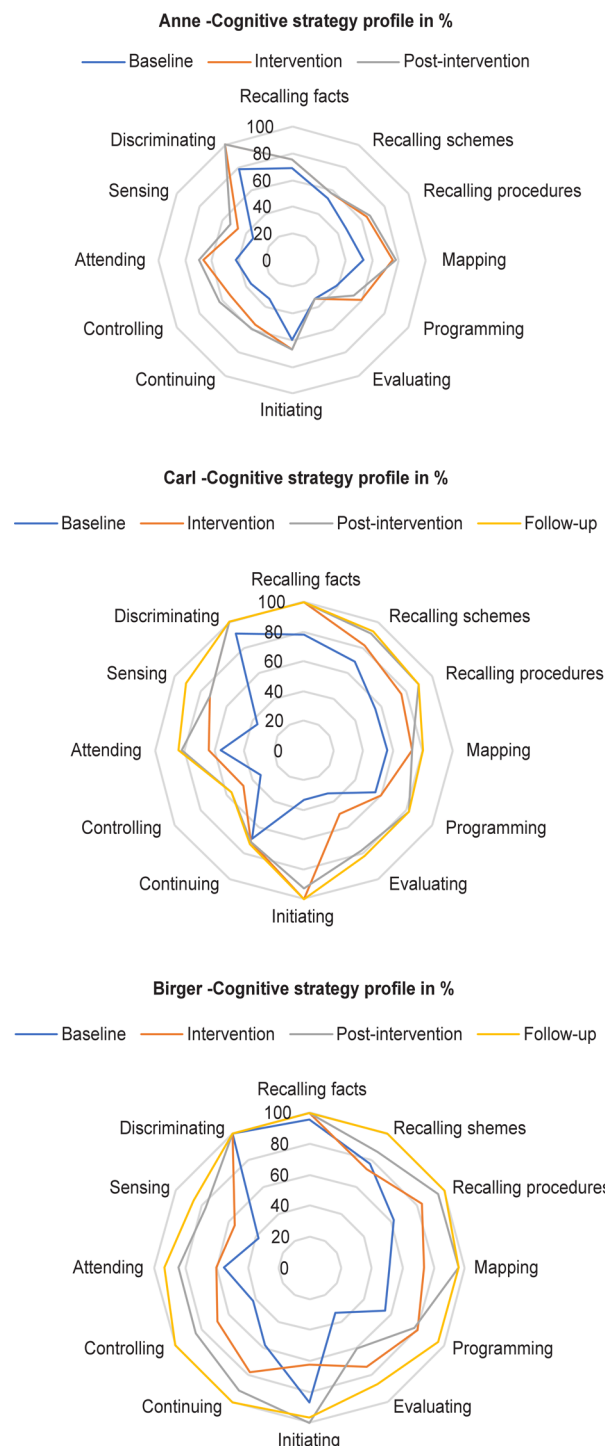 Anne -Cognitive strategy profile in %
Baseline Intervention Post-intervention
Recalling facts
Discriminating 100 Recalling schemes
80
Sensing 60 Recalling procedures
40
20
Attending 0 Mapping
Controlling Programming
Continuing Evaluating
Initiating
Carl -Cognitive strategy profile in %
Baseline Intervention Post-intervention Follow-up
Recalling facts
Discriminating 100 Recalling schemes
80
Sensing 60 Recalling procedures
40
20
Attending 0 Mapping
Controlling Programming
Continuing Evaluating
Initiating
Birger -Cognitive strategy profile in %
Baseline Intervention Post-intervention Follow-up
Recalling facts
Discriminating 100 Recalling shemes
80
Sensing 60 Recalling procedures
40
20
Attending 0 Mapping
Controlling Programming
Continuing Evaluating
Initiating